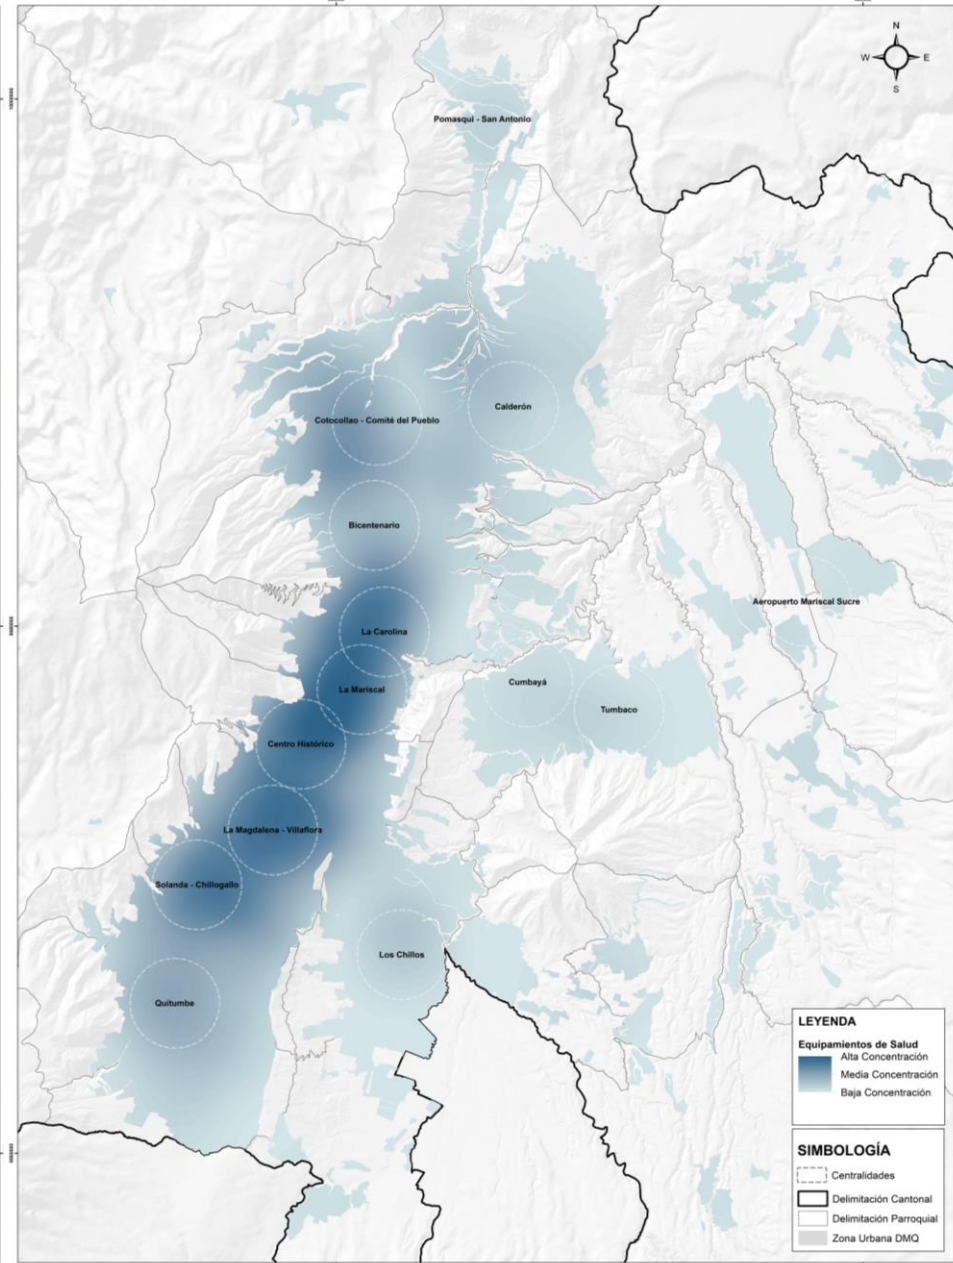 N
W E
S
Pomasqui - San Antonio
Calderón
Cotocollao - Comité del Pueblo
Bicentenario
Aeropuerto Mariscal Sucre
La Carolina
Cumbayá
La Mariscal
Tumbaco
Centro Histórico
La Magdalena - Villaflora
Solanda - Chillogallo
Los Chillos
Quitumbe
LEYENDA
Equipamientos de Salud
Alta Concentración
Media Concentración
Baja Concentración
SIMBOLOGÍA
Centralidades
Delimitación Cantonal
Delimitación Parroquial
Zona Urbana DMQ